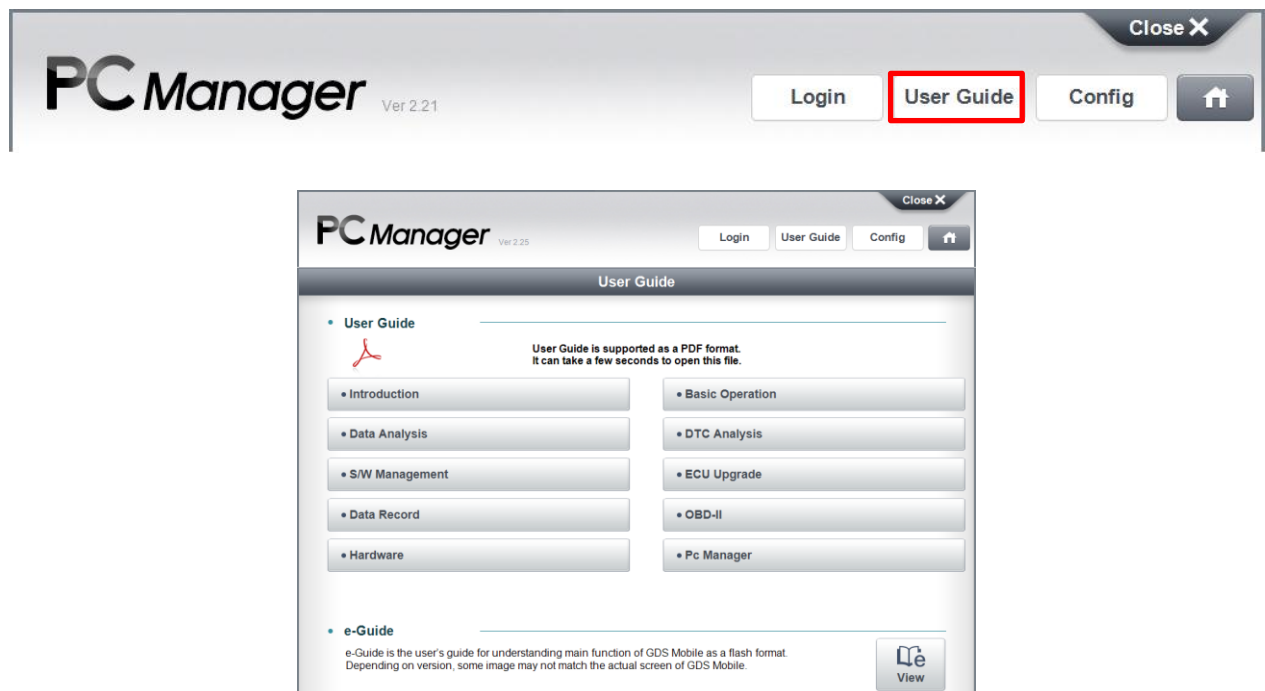 Close X
PC Manager Ver 2.21
Login User Guide Config
Close X
PC Manager Ver 2.25
Login User Guide Config
User Guide
• User Guide
User Guide is supported as a PDF format.
It can take a few seconds to open this file.
• Introduction
• Basic Operation
• Data Analysis
• DTC Analysis
• S/W Management
• ECU Upgrade
• Data Record
• OBD-II
• Hardware
• Pc Manager
• e-Guide
e-Guide is the user's guide for understanding main function of GDS Mobile as a flash format.
Depending on version, some image may not match the actual screen of GDS Mobile.
e
View